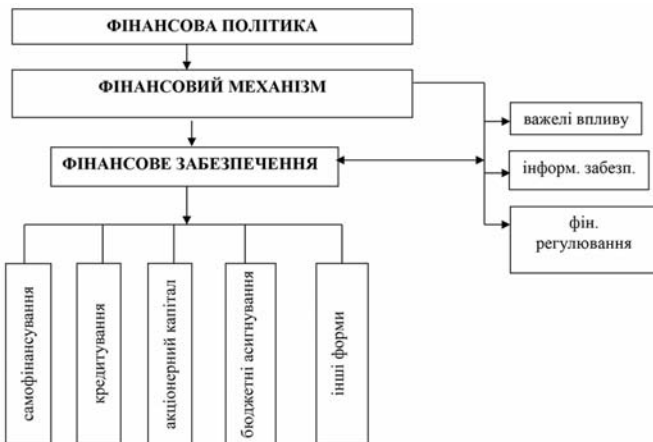 ФІНАНСОВА ПОЛІТИКА
ФІНАНСОВИЙ МЕХАНІЗМ
важелі впливу
ФІНАНСОВЕ ЗАБЕЗПЕЧЕННЯ
інформ. забезп.
фін.
регулювання
самофінансування
кредитування
акціонерний капітал
бюджетні асигнування
інші форми